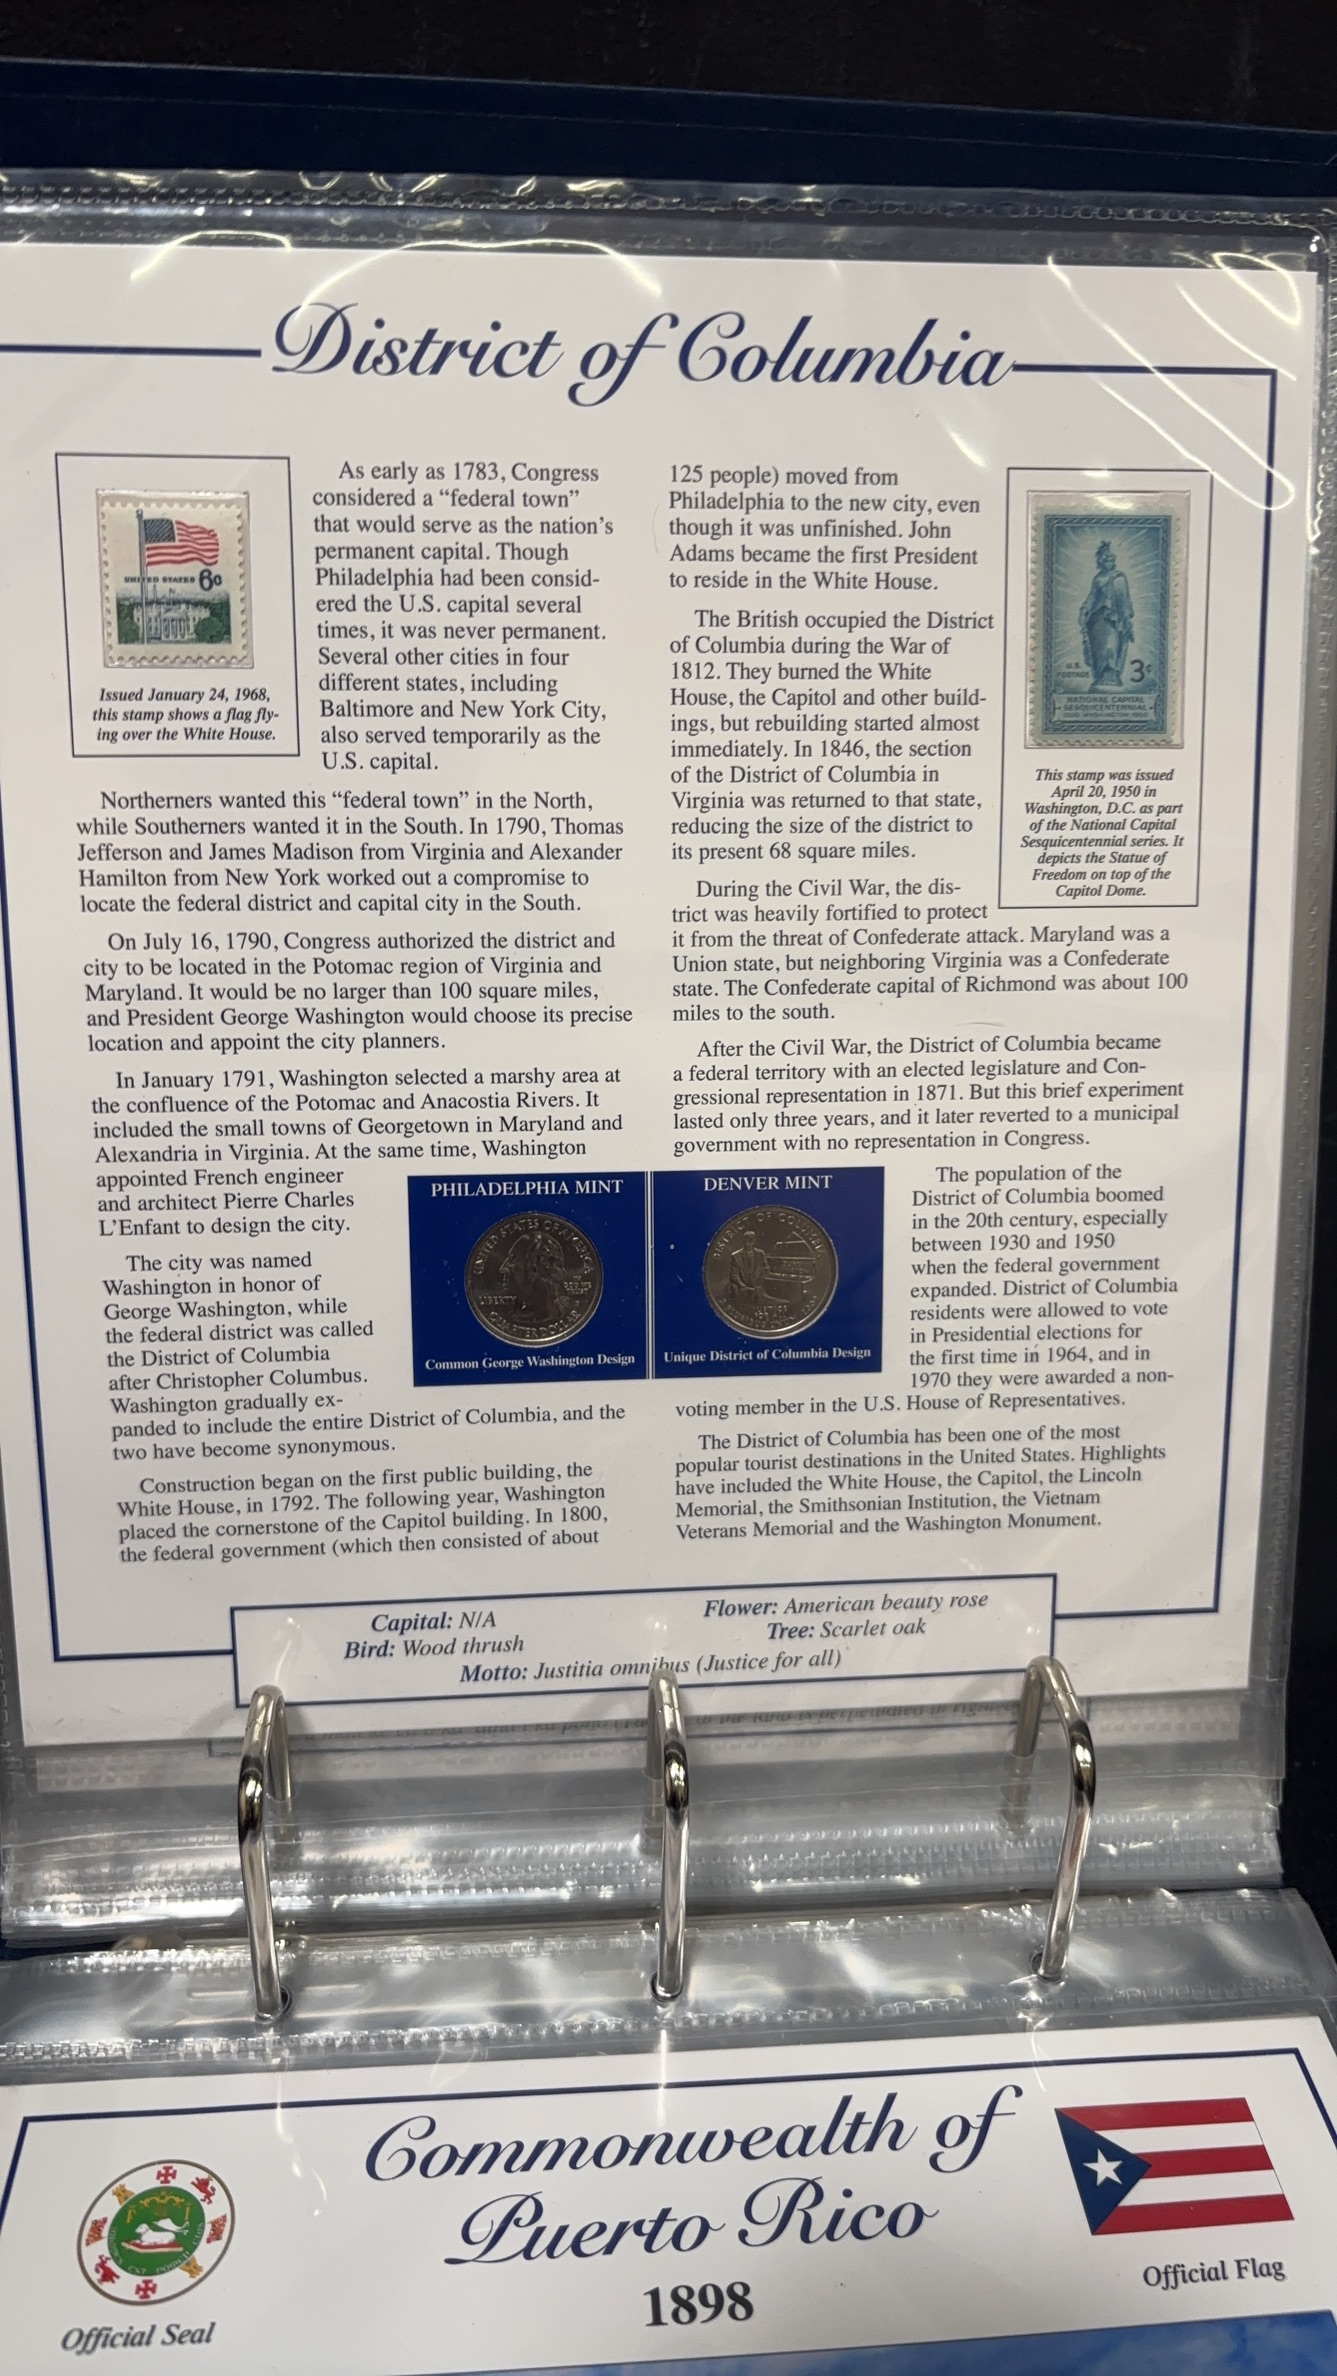 District of Columbia
UNITED STATES 6c
Issued January 24, 1968,
this stamp shows a flag fly-
ing over the White House.
As early as 1783, Congress
considered a “federal town”
that would serve as the nation’s
permanent capital. Though
Philadelphia had been consid-
ered the U.S. capital several
times, it was never permanent.
Several other cities in four
different states, including
Baltimore and New York City,
also served temporarily as the
U.S. capital.
Northerners wanted this “federal town” in the North,
while Southerners wanted it in the South. In 1790, Thomas
Jefferson and James Madison from Virginia and Alexander
Hamilton from New York worked out a compromise to
locate the federal district and capital city in the South.
On July 16, 1790, Congress authorized the district and
city to be located in the Potomac region of Virginia and
Maryland. It would be no larger than 100 square miles,
and President George Washington would choose its precise
location and appoint the city planners.
In January 1791, Washington selected a marshy area at
the confluence of the Potomac and Anacostia Rivers. It
included the small towns of Georgetown in Maryland and
Alexandria in Virginia. At the same time, Washington
appointed French engineer
and architect Pierre Charles
L’Enfant to design the city.
The city was named
Washington in honor of
George Washington, while
the federal district was called
the District of Columbia
after Christopher Columbus.
Washington gradually ex-
panded to include the entire District of Columbia, and the
two have become synonymous.
Construction began on the first public building, the
White House, in 1792. The following year, Washington
placed the cornerstone of the Capitol building. In 1800,
the federal government (which then consisted of about
125 people) moved from
Philadelphia to the new city, even
though it was unfinished. John
Adams became the first President
to reside in the White House.
The British occupied the District
of Columbia during the War of
1812. They burned the White
House, the Capitol and other build-
ings, but rebuilding started almost
immediately. In 1846, the section
of the District of Columbia in
Virginia was returned to that state,
reducing the size of the district to
its present 68 square miles.
During the Civil War, the dis-
trict was heavily fortified to protect
it from the threat of Confederate attack. Maryland was a
Union state, but neighboring Virginia was a Confederate
state. The Confederate capital of Richmond was about 100
miles to the south.
After the Civil War, the District of Columbia became
a federal territory with an elected legislature and Con-
gressional representation in 1871. But this brief experiment
lasted only three years, and it later reverted to a municipal
government with no representation in Congress.
The population of the
District of Columbia boomed
in the 20th century, especially
between 1930 and 1950
when the federal government
expanded. District of Columbia
residents were allowed to vote
in Presidential elections for
the first time in 1964, and in
1970 they were awarded a non-
voting member in the U.S. House of Representatives.
The District of Columbia has been one of the most
popular tourist destinations in the United States. Highlights
have included the White House, the Capitol, the Lincoln
Memorial, the Smithsonian Institution, the Vietnam
Veterans Memorial and the Washington Monument.
U.S.
POSTAGE 3¢
NATIONAL CAPITAL
SESQUICENTENNIAL
1800 WASHINGTON 1950
This stamp was issued
April 20, 1950 in
Washington, D.C. as part
of the National Capital
Sesquicentennial series. It
depicts the Statue of
Freedom on top of the
Capitol Dome.
PHILADELPHIA MINT
UNITED STATES OF AMERICA
LIBERTY
IN GOD WE TRUST
QUARTER DOLLAR
Common George Washington Design
DENVER MINT
DISTRICT OF COLUMBIA
JUSTICE
FOR ALL
Unique District of Columbia Design
Capital: N/A
Bird: Wood thrush
Flower: American beauty rose
Tree: Scarlet oak
Motto: Justitia omnibus (Justice for all)
Commonwealth of
Puerto Rico
1898
Official Seal
Official Flag